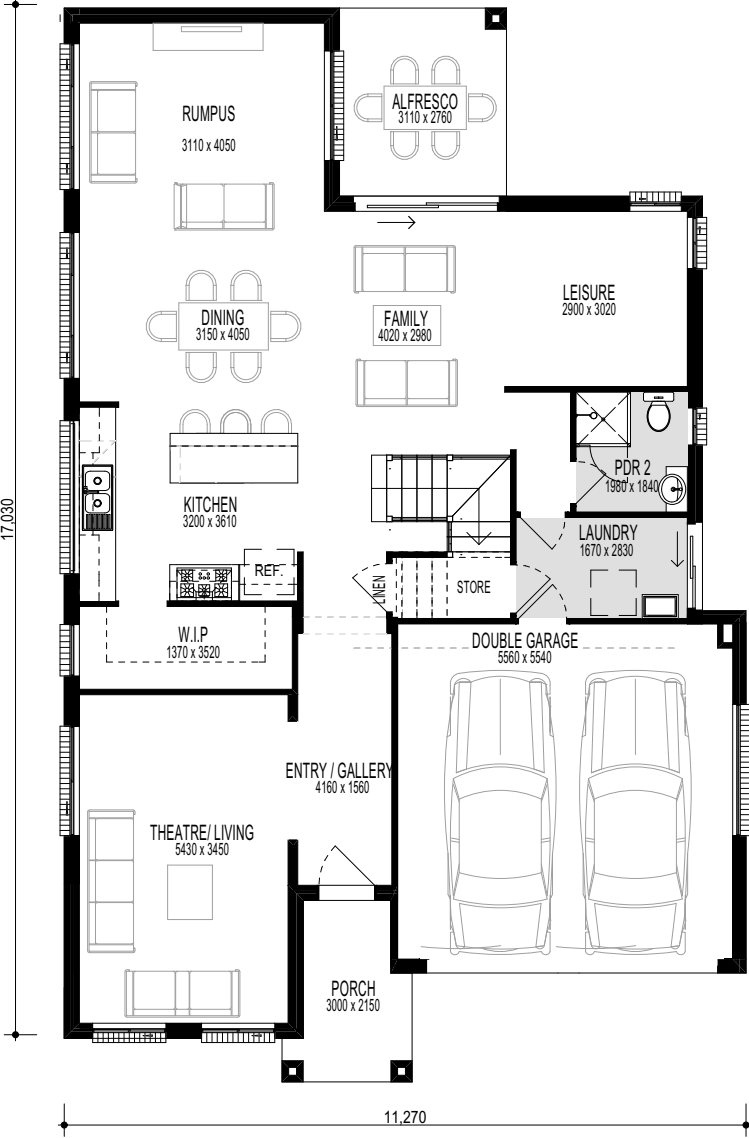 RUMPUS
3110 x 4050
ALFRESCO
3110 x 2760
LEISURE
2900 x 3020
DINING
3150 x 4050
FAMILY
4020 x 2980
KITCHEN
3200 x 3610
PDR 2
1980 x 1840
LAUNDRY
1670 x 2830
REF.
LINEN
STORE
17,030
W.I.P
1370 x 3520
DOUBLE GARAGE
5560 x 5540
ENTRY / GALLERY
4160 x 1560
THEATRE/ LIVING
5430 x 3450
PORCH
3000 x 2150
11,270